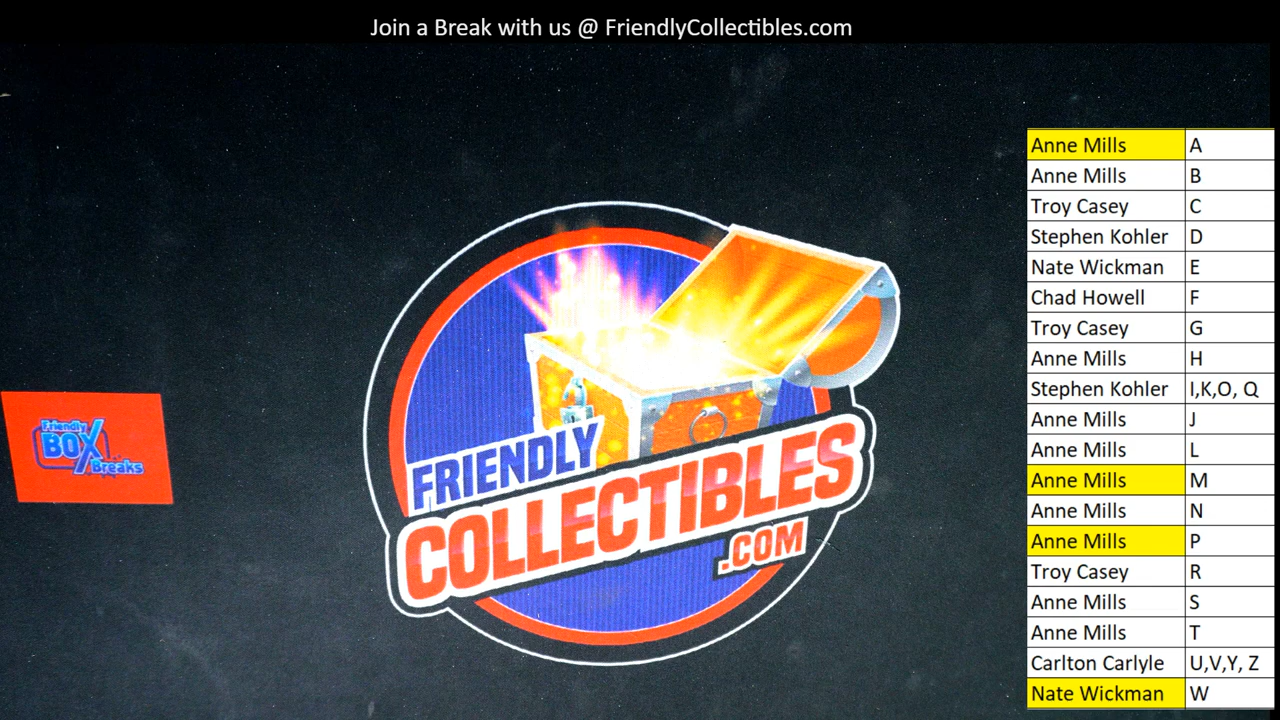 Join a Break with us @ FriendlyCollectibles.com
Anne Mills A
Anne Mills B
Troy Casey C
Stephen Kohler D
Nate Wickman E
Chad Howell F
Troy Casey G
Anne Mills H
Stephen Kohler I,K,O, Q
Anne Mills J
Anne Mills L
Anne Mills M
Anne Mills N
Anne Mills P
Troy Casey R
Anne Mills S
Anne Mills T
Carlton Carlyle U,V,Y, Z
Nate Wickman W
Friendly
BOX
Breaks
FRIENDLY
COLLECTIBLES
.COM